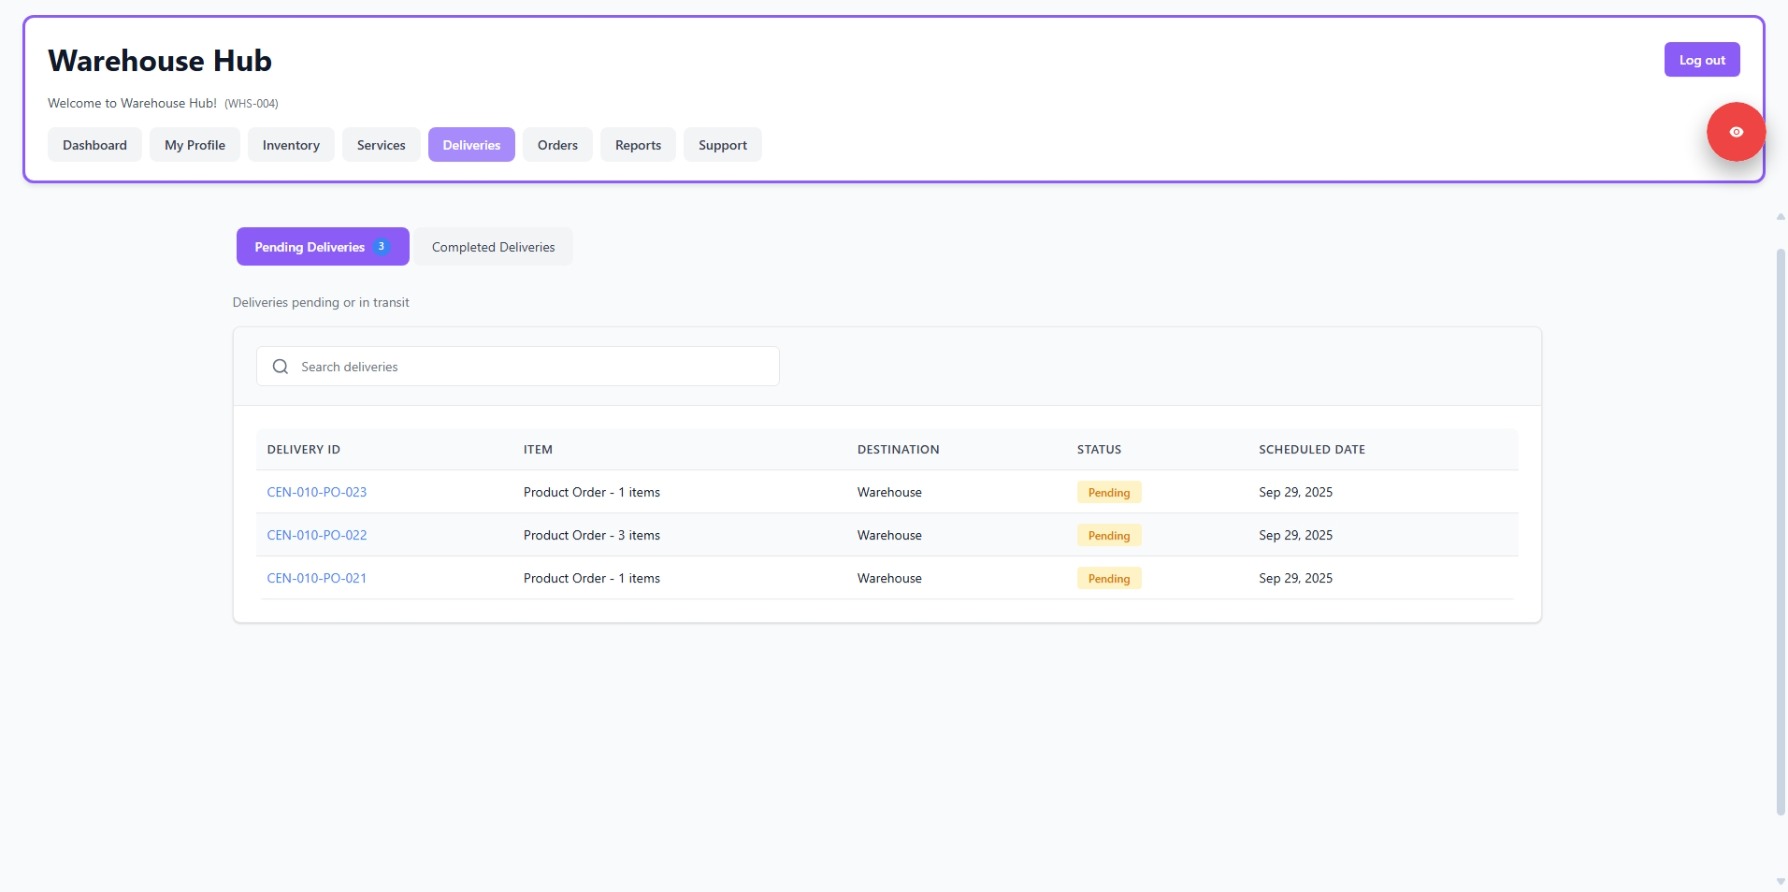 Warehouse Hub
Log out
Welcome to Warehouse Hub! (WHS-004)
Dashboard My Profile Inventory Services Deliveries Orders Reports Support
Pending Deliveries 3 Completed Deliveries
Deliveries pending or in transit
Search deliveries
DELIVERY ID ITEM DESTINATION STATUS SCHEDULED DATE
CEN-010-PO-023 Product Order - 1 items Warehouse Pending Sep 29, 2025
CEN-010-PO-022 Product Order - 3 items Warehouse Pending Sep 29, 2025
CEN-010-PO-021 Product Order - 1 items Warehouse Pending Sep 29, 2025